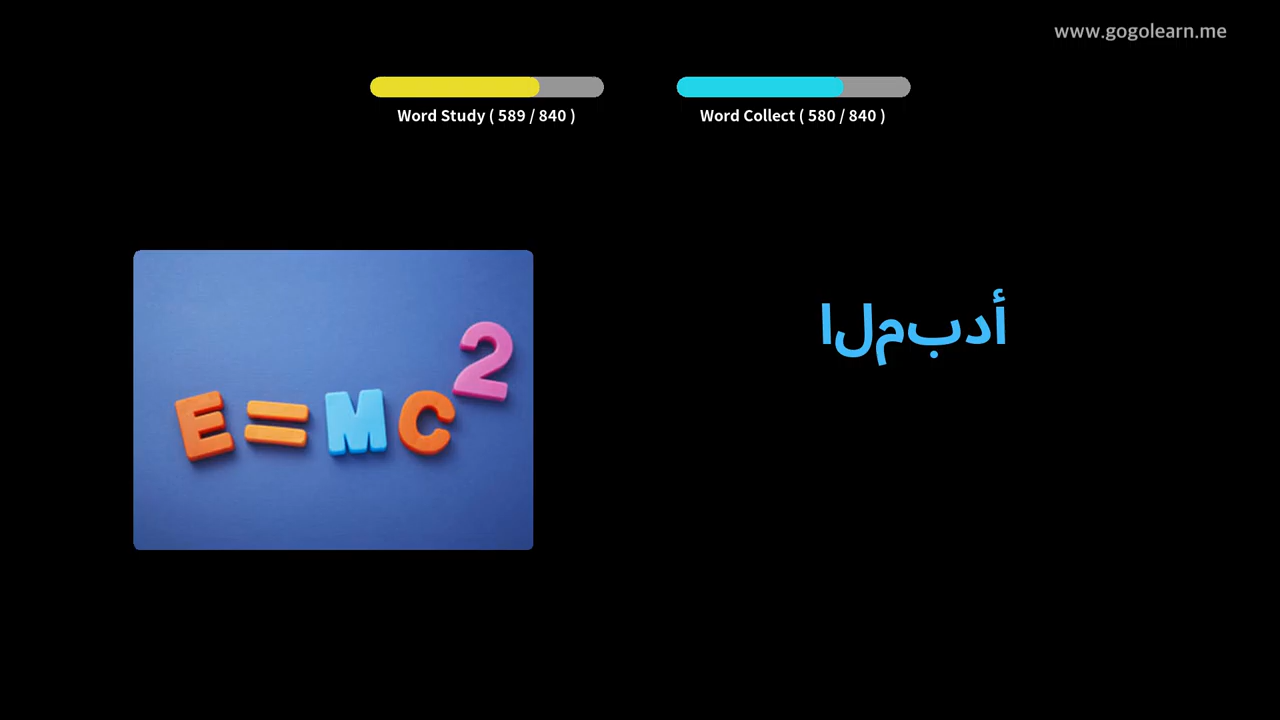 www.gogolearn.me
Word Study ( 589 / 840 )
Word Collect ( 580 / 840 )
المبدأ
E=MC²